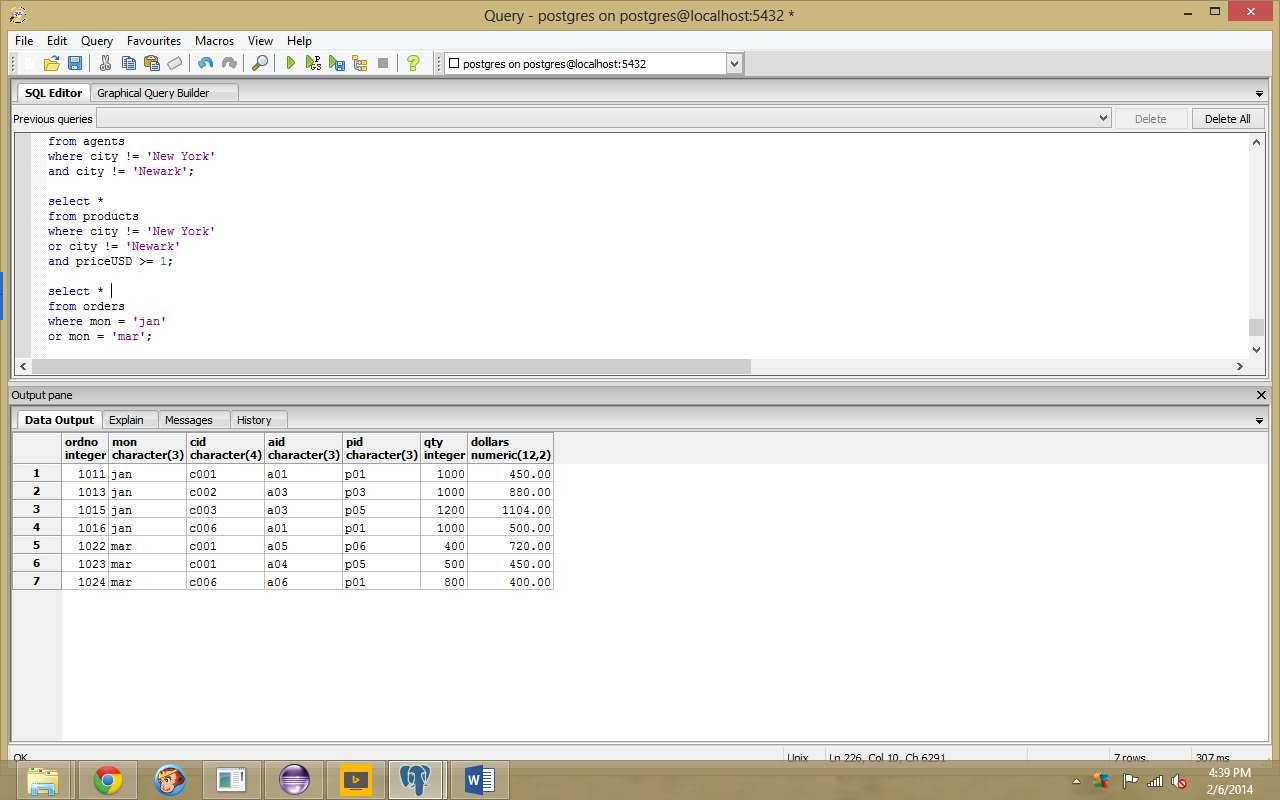 Query - postgres on postgres@localhost:5432 *
File Edit Query Favourites Macros View Help
postgres on postgres@localhost:5432
SQL Editor Graphical Query Builder
Previous queries Delete Delete All
from agents
where city != 'New York'
and city != 'Newark';
select *
from products
where city != 'New York'
or city != 'Newark'
and priceUSD >= 1;
select *
from orders
where mon = 'jan'
or mon = 'mar';
Output pane
Data Output Explain Messages History
ordno mon cid aid pid qty dollars
integer character(3) character(4) character(3) character(3) integer numeric(12,2)
1 1011 jan c001 a01 p01 1000 450.00
2 1013 jan c002 a03 p03 1000 880.00
3 1015 jan c003 a03 p05 1200 1104.00
4 1016 jan c006 a01 p01 1000 500.00
5 1022 mar c001 a05 p06 400 720.00
6 1023 mar c001 a04 p05 500 450.00
7 1024 mar c006 a06 p01 800 400.00
OK. Unix Ln 226, Col 10, Ch 6291 7 rows. 307 ms
4:39 PM
2/6/2014